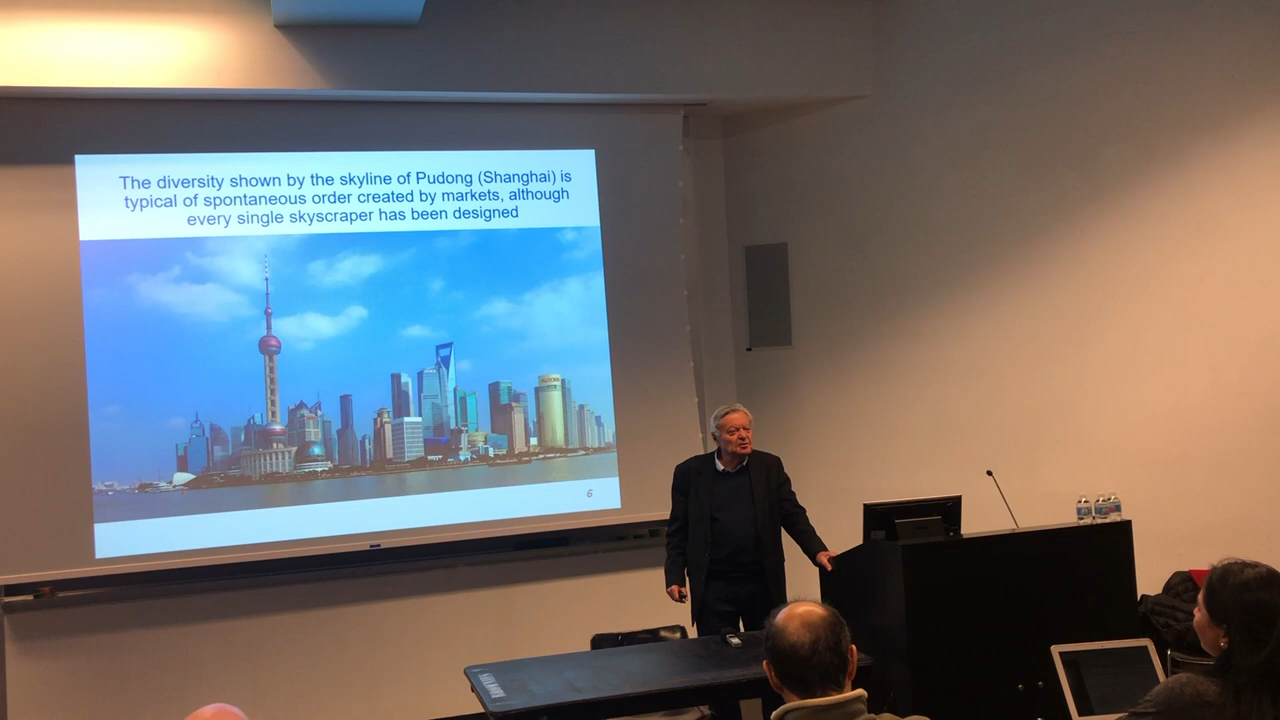 The diversity shown by the skyline of Pudong (Shanghai) is
typical of spontaneous order created by markets, although
every single skyscraper has been designed
6